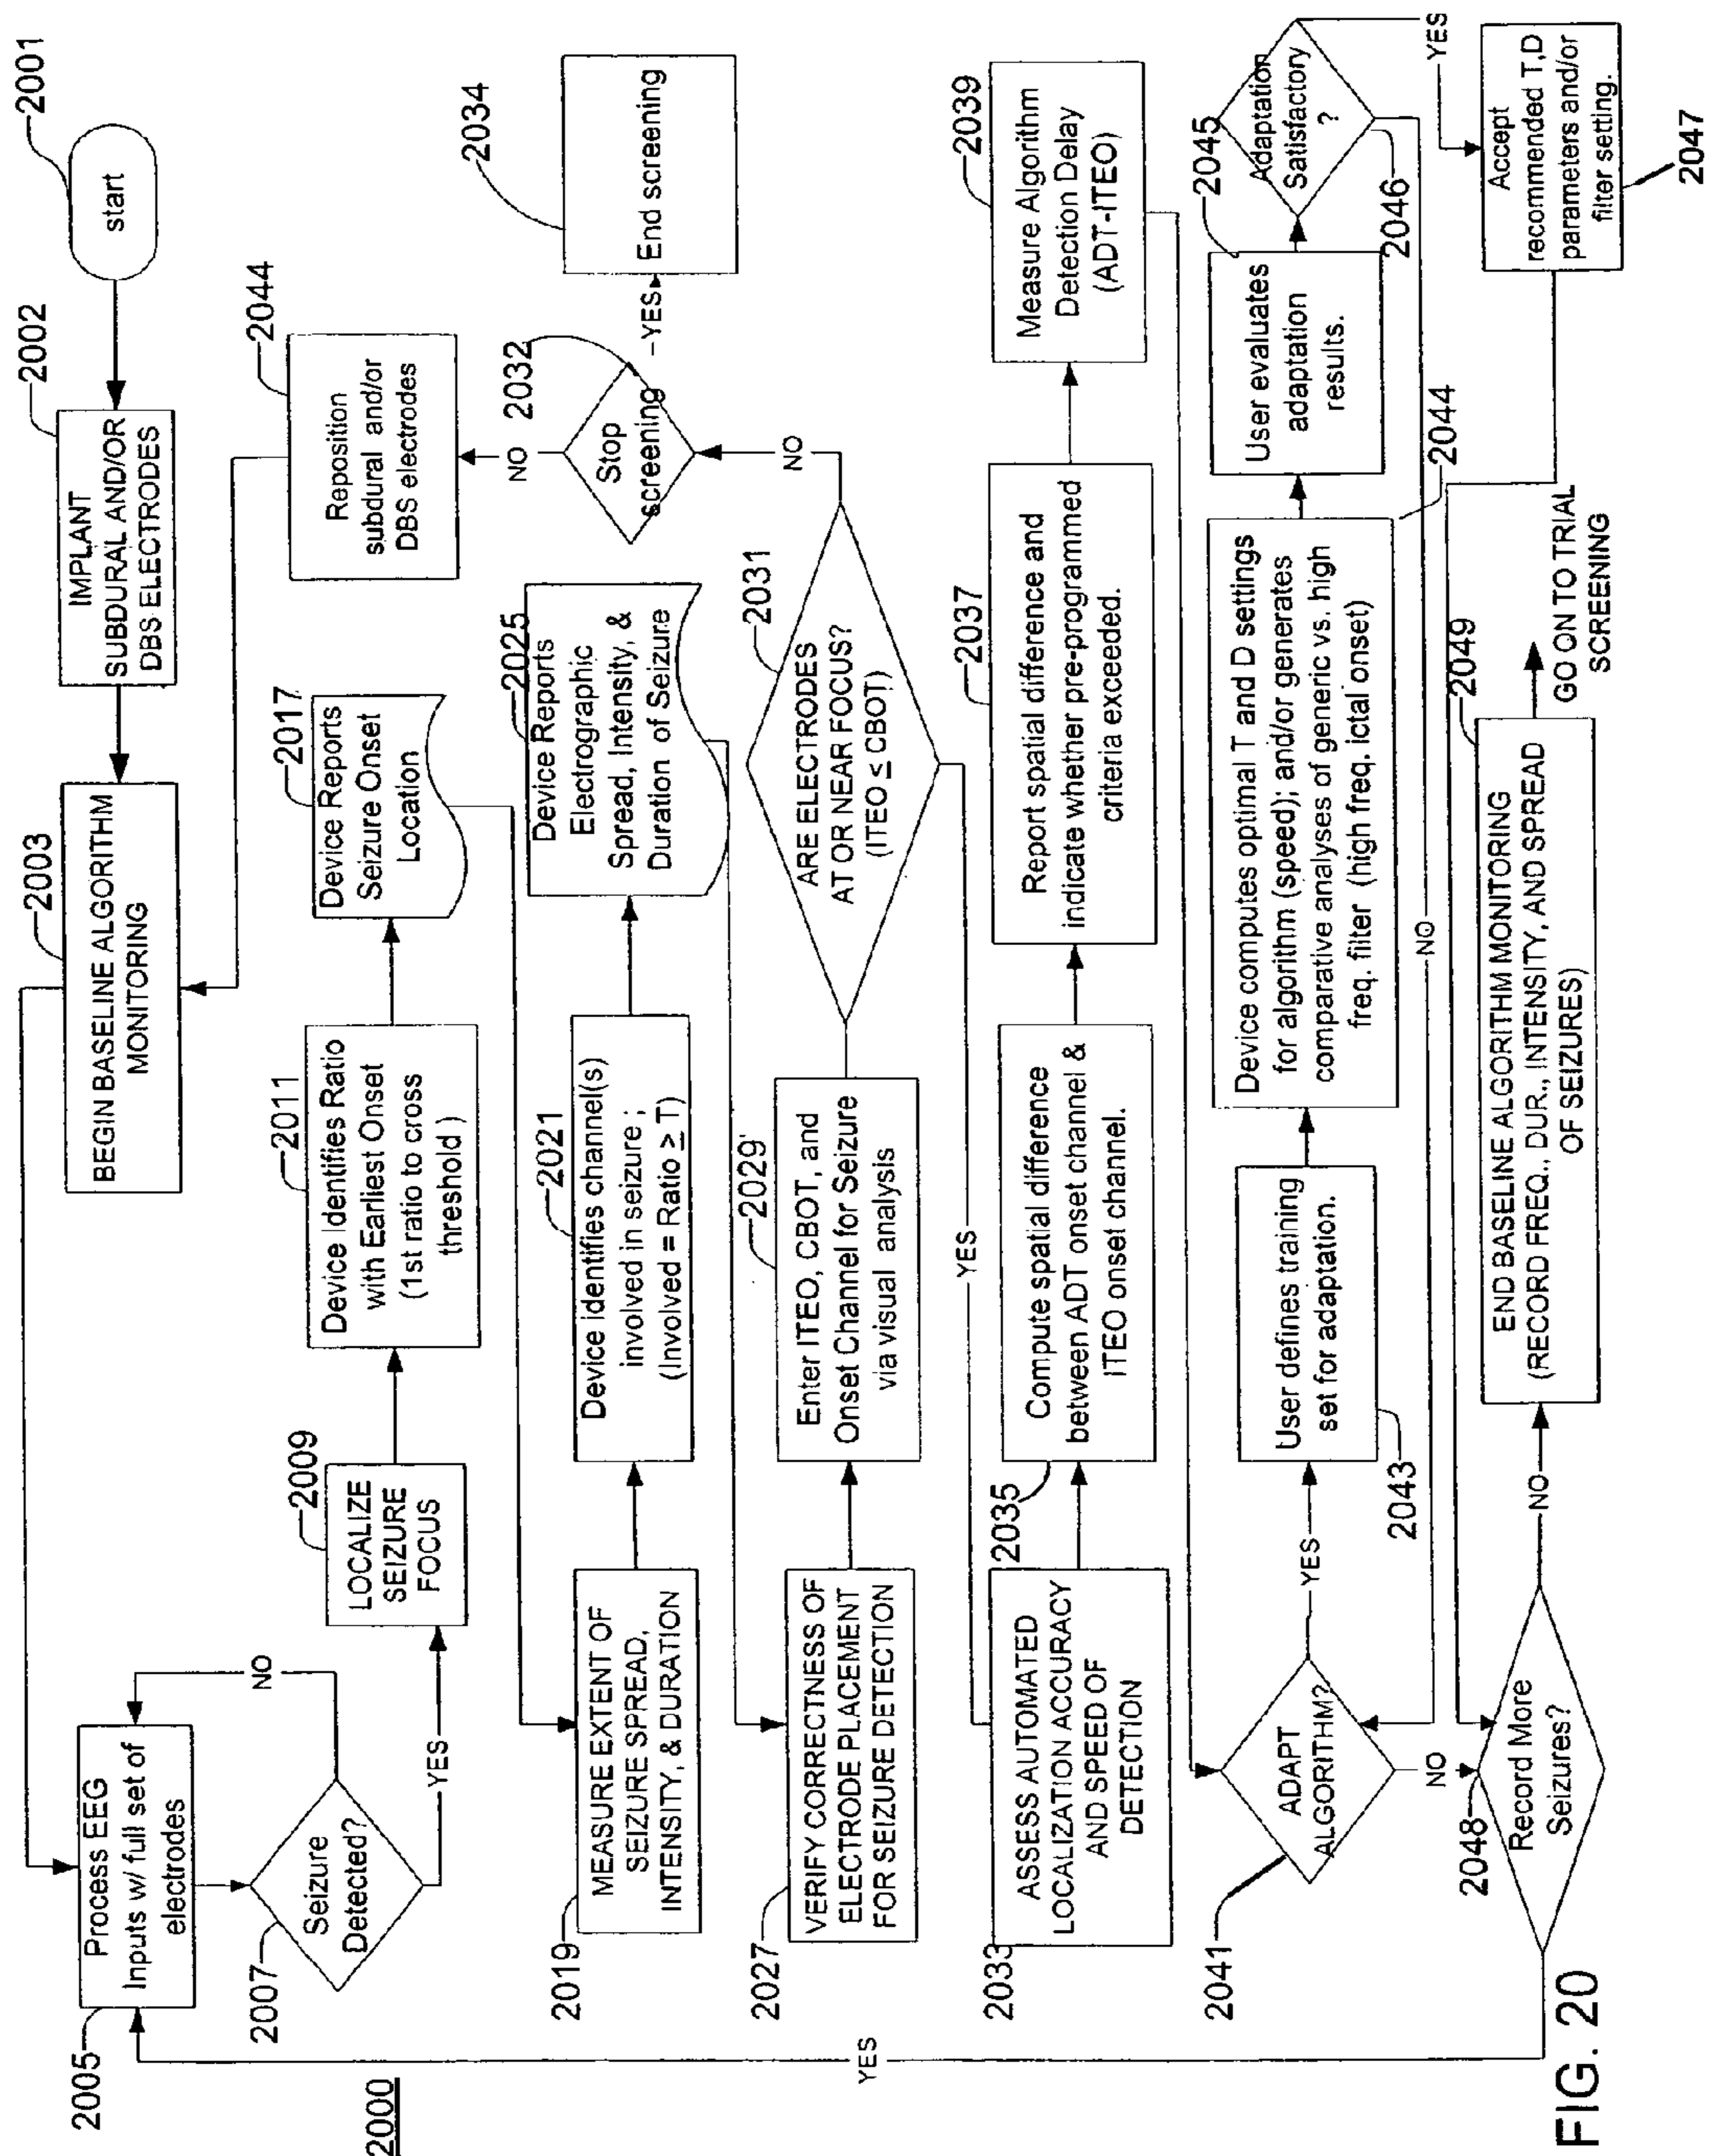 2001
start
2002
IMPLANT
SUBDURAL AND/OR
DBS ELECTRODES
2003
BEGIN BASELINE ALGORITHM
MONITORING
2005
Process EEG
Inputs w/ full set of
electrodes
2000
2007
Seizure
Detected?
NO
YES
2009
LOCALIZE
SEIZURE
FOCUS
2011
Device Identifies Ratio
with Earliest Onset
(1st ratio to cross
threshold )
2017
Device Reports
Seizure Onset
Location
2044
Reposition
subdural and/or
DBS electrodes
NO
2032
Stop
screening
YES
2034
End screening
2019
MEASURE EXTENT OF
SEIZURE SPREAD,
INTENSITY, & DURATION
2021
Device identifies channel(s)
involved in seizure ;
(Involved = Ratio ≥ T)
2025
Device Reports
Electrographic
Spread, Intensity, &
Duration of Seizure
2027
VERIFY CORRECTNESS OF
ELECTRODE PLACEMENT
FOR SEIZURE DETECTION
2029'
Enter ITEO, CBOT, and
Onset Channel for Seizure
via visual analysis
2031
ARE ELECTRODES
AT OR NEAR FOCUS?
(ITEO ≤ CBOT)
NO
YES
2033
ASSESS AUTOMATED
LOCALIZATION ACCURACY
AND SPEED OF
DETECTION
2035
Compute spatial difference
between ADT onset channel &
ITEO onset channel.
2037
Report spatial difference and
indicate whether pre-programmed
criteria exceeded.
2039
Measure Algorithm
Detection Delay
(ADT-ITEO)
2041
ADAPT
ALGORITHM?
YES
NO
2043
User defines training
set for adaptation.
2044
Device computes optimal T and D settings
for algorithm (speed); and/or generates
comparative analyses of generic vs. high
freq. filter (high freq. ictal onset)
2045
User evaluates
adaptation
results.
Adaptation
Satisfactory
?
2046
NO
YES
Accept
recommended T,D
parameters and/or
filter setting.
2047
2048
Record More
Seizures?
YES
NO
2049
END BASELINE ALGORITHM MONITORING
(RECORD FREQ., DUR., INTENSITY, AND SPREAD
OF SEIZURES)
GO ON TO TRIAL
SCREENING
FIG. 20